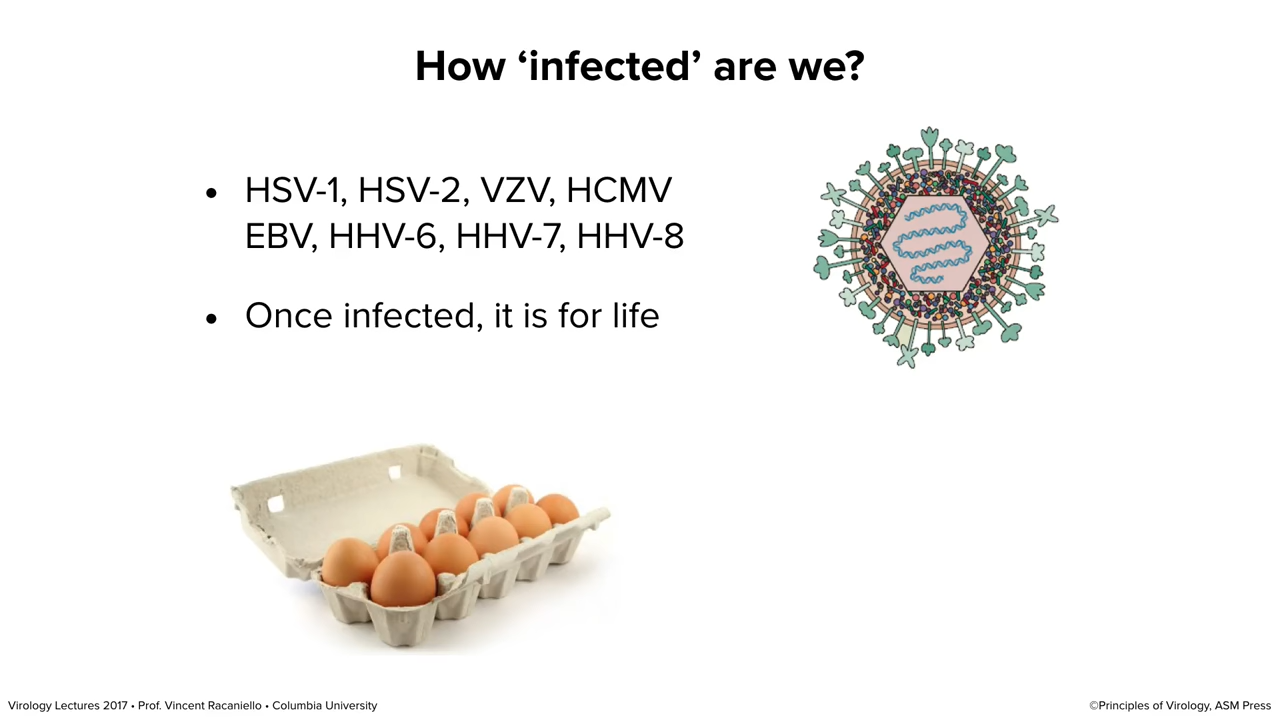 How ‘infected’ are we?
• HSV-1, HSV-2, VZV, HCMV
EBV, HHV-6, HHV-7, HHV-8
• Once infected, it is for life
Virology Lectures 2017 • Prof. Vincent Racaniello • Columbia University
©Principles of Virology, ASM Press